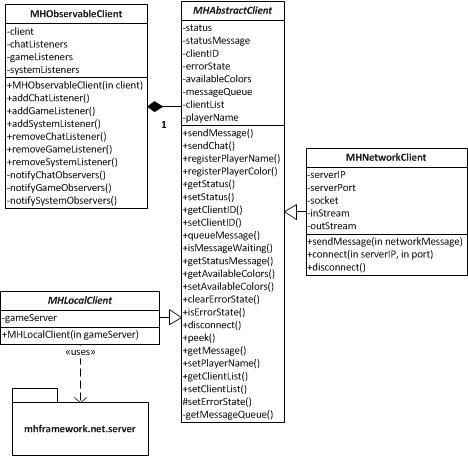 MHObservableClient
-client
-chatListeners
-gameListeners
-systemListeners
+MHObservableClient(in client)
+addChatListener()
+addGameListener()
+addSystemListener()
+removeChatListener()
+removeGameListener()
+removeSystemListener()
-notifyChatObservers()
-notifyGameObservers()
-notifySystemObservers()
1
MHAbstractClient
-status
-statusMessage
-clientID
-errorState
-availableColors
-messageQueue
-clientList
-playerName
+sendMessage()
+sendChat()
+registerPlayerName()
+registerPlayerColor()
+getStatus()
+setStatus()
+getClientID()
+setClientID()
+queueMessage()
+isMessageWaiting()
+getStatusMessage()
+getAvailableColors()
+setAvailableColors()
+clearErrorState()
+isErrorState()
+disconnect()
+peek()
+getMessage()
+setPlayerName()
+getClientList()
+setClientList()
#setErrorState()
-getMessageQueue()
MHNetworkClient
-serverIP
-serverPort
-socket
-inStream
-outStream
+sendMessage(in networkMessage)
+connect(in serverIP, in port)
+disconnect()
MHLocalClient
-gameServer
+MHLocalClient(in gameServer)
«uses»
mhframework.net.server